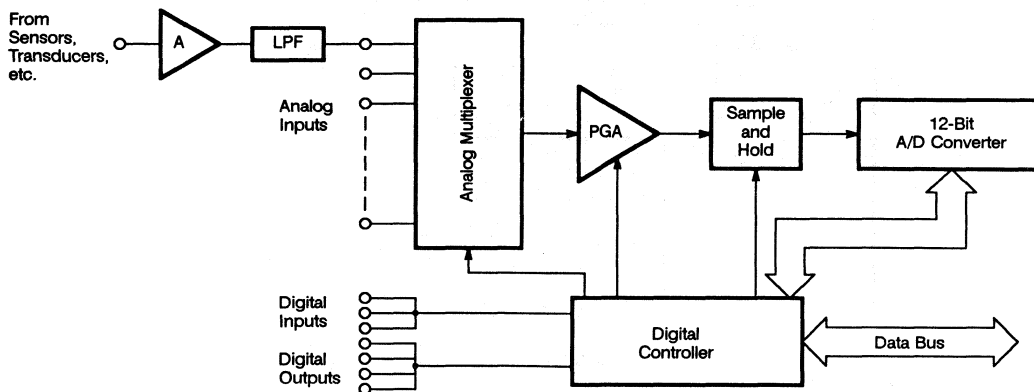 From
Sensors,
Transducers,
etc.
A
LPF
Analog
Inputs
Analog Multiplexer
PGA
Sample
and
Hold
12-Bit
A/D Converter
Digital
Inputs
Digital
Outputs
Digital
Controller
Data Bus